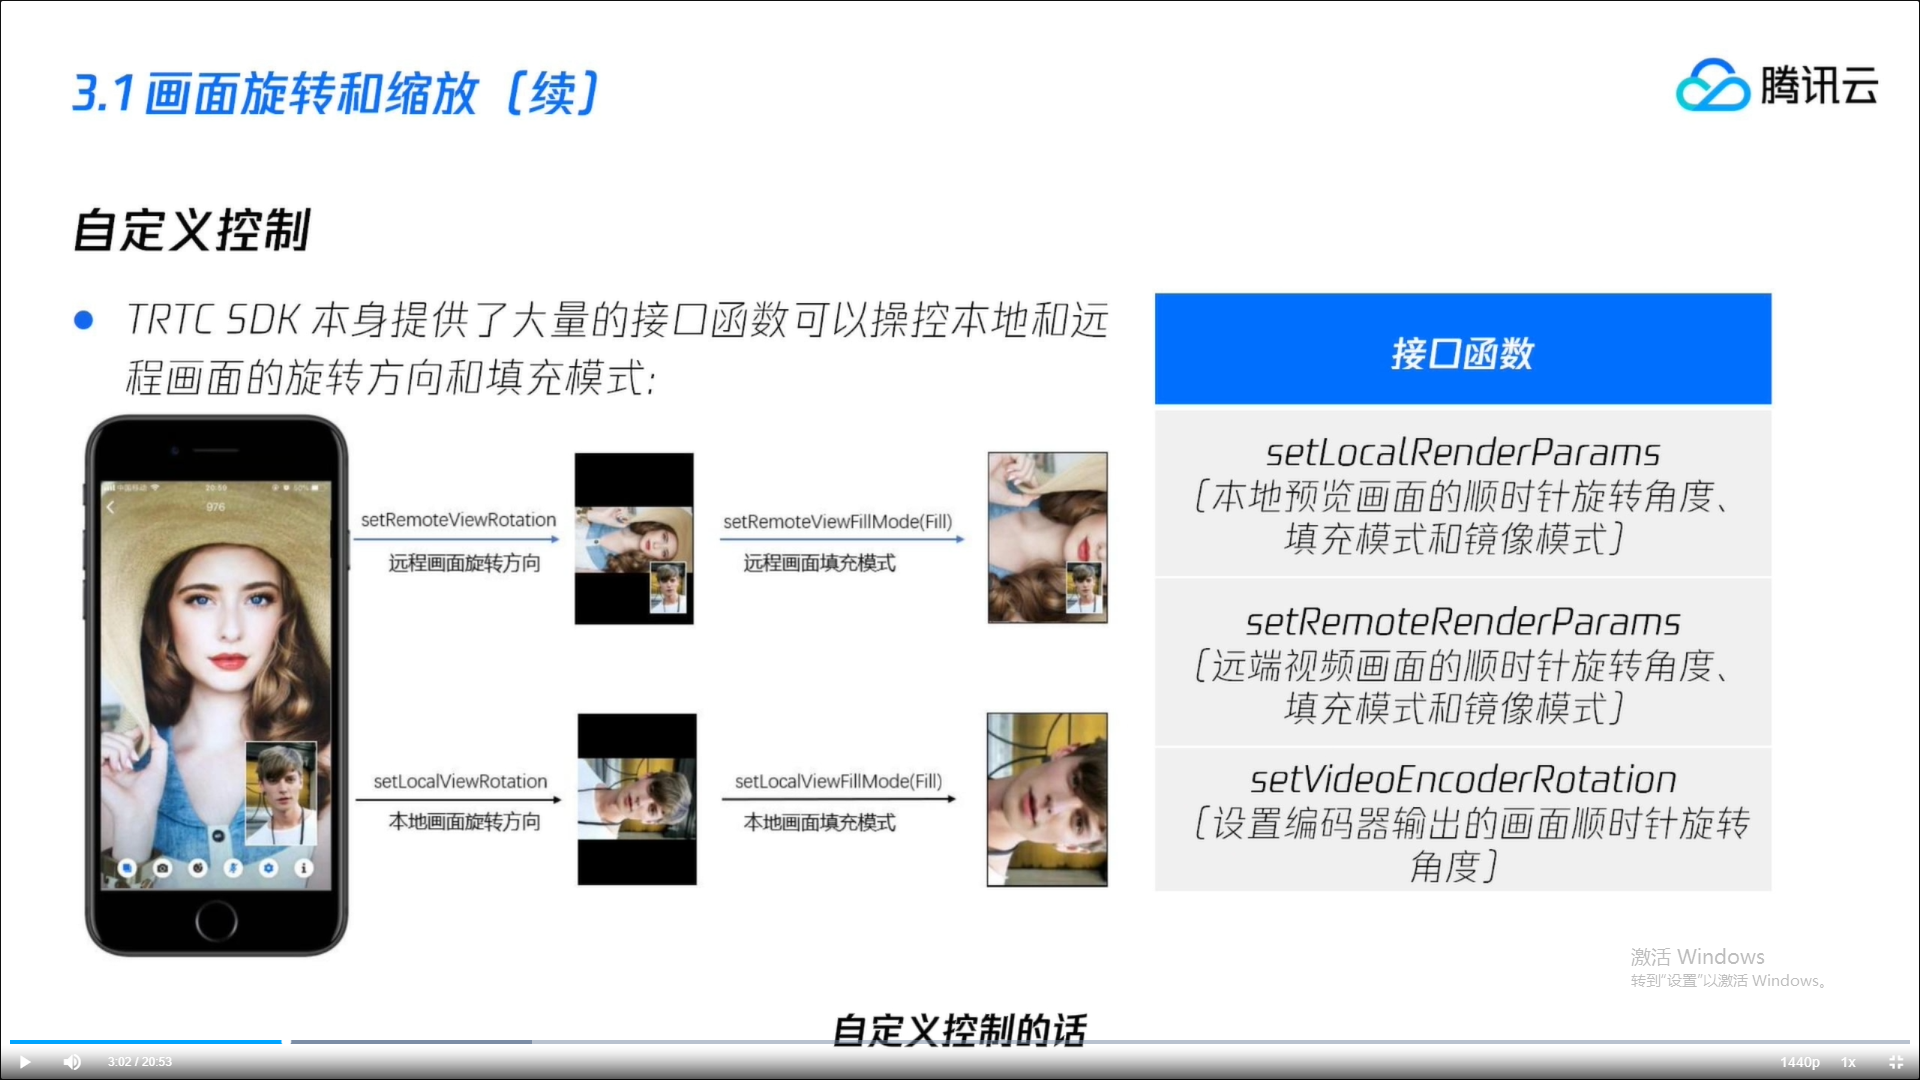 3.1 画面旋转和缩放（续）
腾讯云
自定义控制
TRTC SDK 本身提供了大量的接口函数可以操控本地和远
程画面的旋转方向和填充模式；
中国移动
20:59
50%
976
setRemoteViewRotation
远程画面旋转方向
setRemoteViewFillMode(Fill)
远程画面填充模式
setLocalViewRotation
本地画面旋转方向
setLocalViewFillMode(Fill)
本地画面填充模式
接口函数
setLocalRenderParams
（本地预览画面的顺时针旋转角度、
填充模式和镜像模式）
setRemoteRenderParams
（远端视频画面的顺时针旋转角度、
填充模式和镜像模式）
setVideoEncoderRotation
（设置编码器输出的画面顺时针旋转
角度）
激活 Windows
转到“设置”以激活 Windows。
自定义控制的话
3:02 / 20:53
1440p
1x